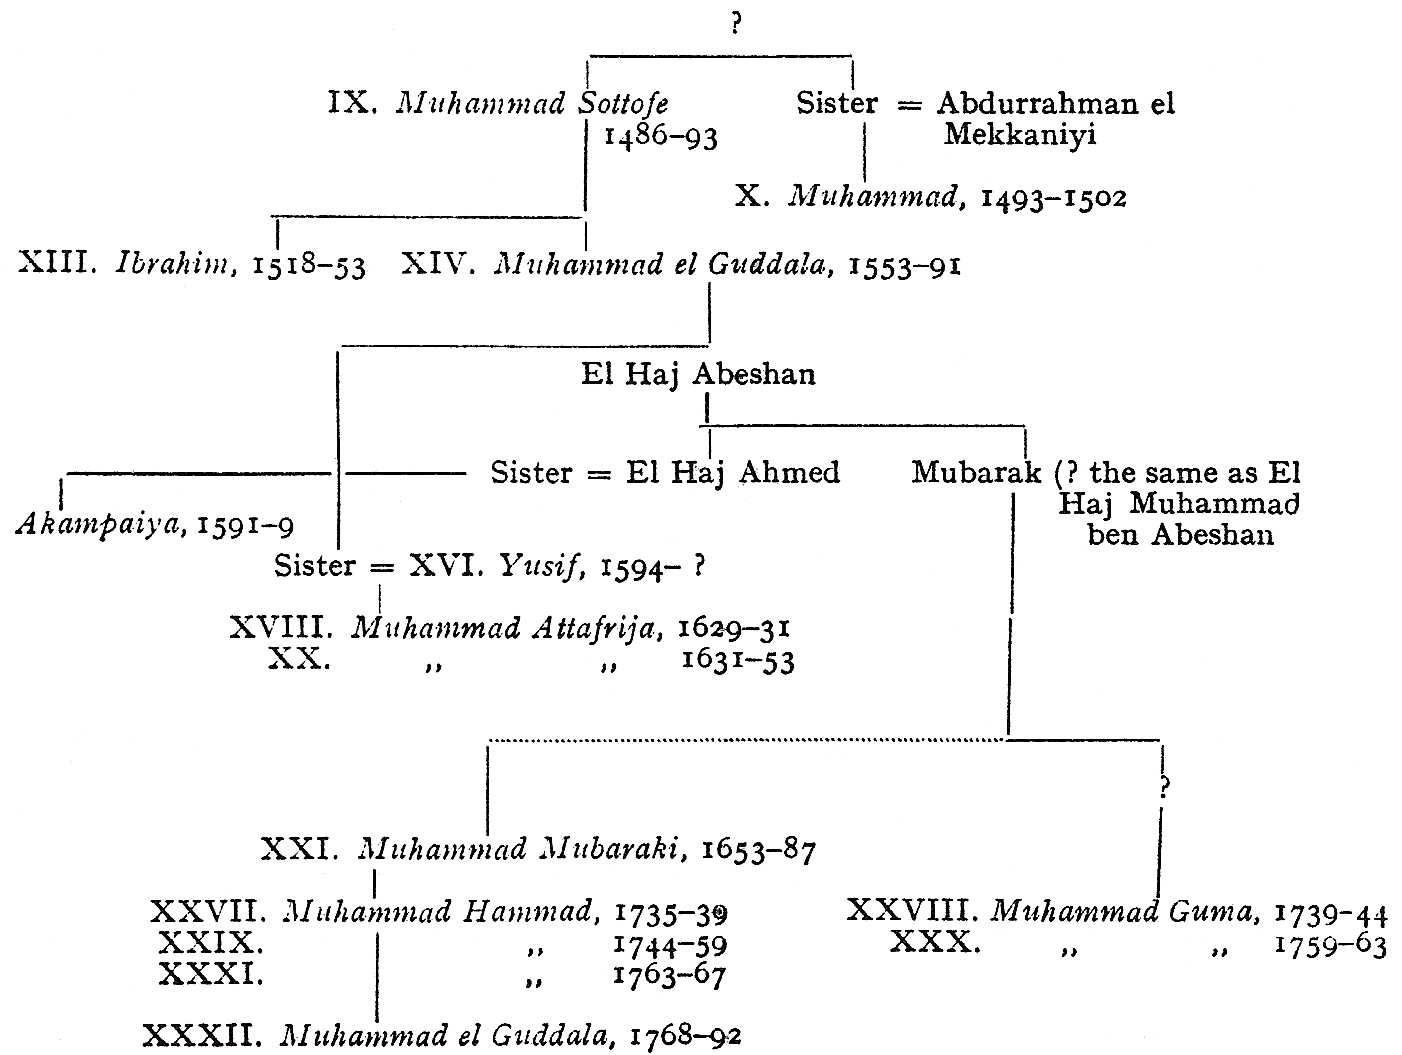 ?
IX. Muhammad Sottofe
1486–93
Sister = Abdurrahman el
Mekkaniyi
X. Muhammad, 1493–1502
XIII. Ibrahim, 1518–53
XIV. Muhammad el Guddala, 1553–91
El Haj Abeshan
Sister = El Haj Ahmed
Mubarak (? the same as El
Haj Muhammad
ben Abeshan
Akampaiya, 1591–9
Sister = XVI. Yusif, 1594– ?
XVIII. Muhammad Attafrija, 1629–31
XX. „ „ 1631–53
?
XXI. Muhammad Mubaraki, 1653–87
XXVII. Muhammad Hammad, 1735–39
XXIX. „ 1744–59
XXXI. „ 1763–67
XXVIII. Muhammad Guma, 1739–44
XXX. „ „ 1759–63
XXXII. Muhammad el Guddala, 1768–92